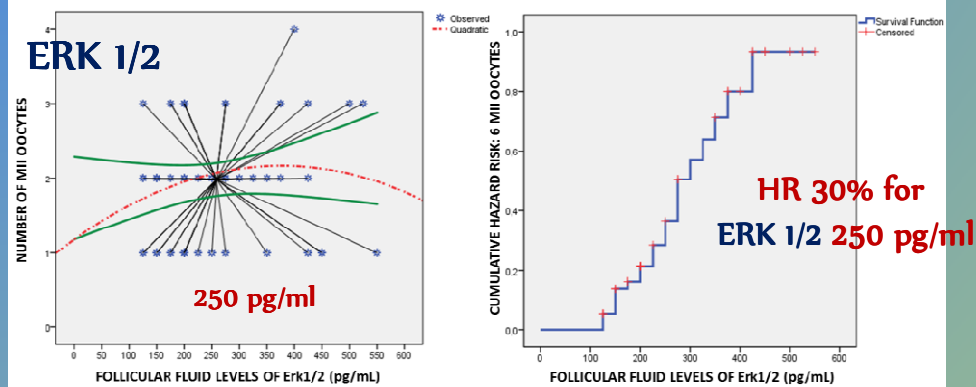 ERK 1/2
NUMBER OF MII OOCYTES
4
3
2
1
0
Observed
Quadratic
250 pg/ml
0 50 100 150 200 250 300 350 400 450 500 550 600
FOLLICULAR FLUID LEVELS OF Erk1/2 (pg/mL)
CUMULATIVE HAZARD RISK: 6 MII OOCYTES
1.0
0.8
0.6
0.4
0.2
0.0
Survival Function
Censored
HR 30% for
ERK 1/2 250 pg/ml
0 100 200 300 400 500 600
FOLLICULAR FLUID LEVELS OF Erk1/2 (pg/mL)